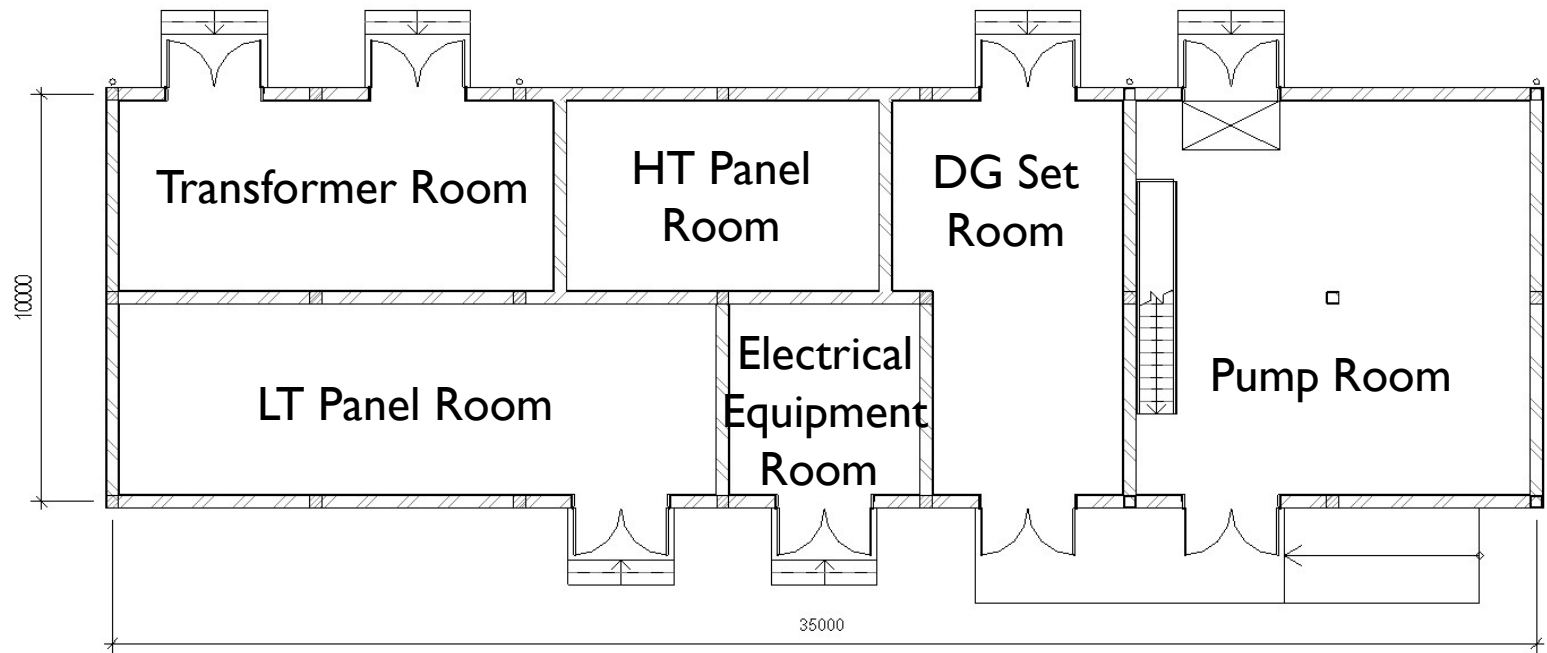 Transformer Room
HT Panel
Room
DG Set
Room
10000
LT Panel Room
Electrical
Equipment
Room
Pump Room
35000